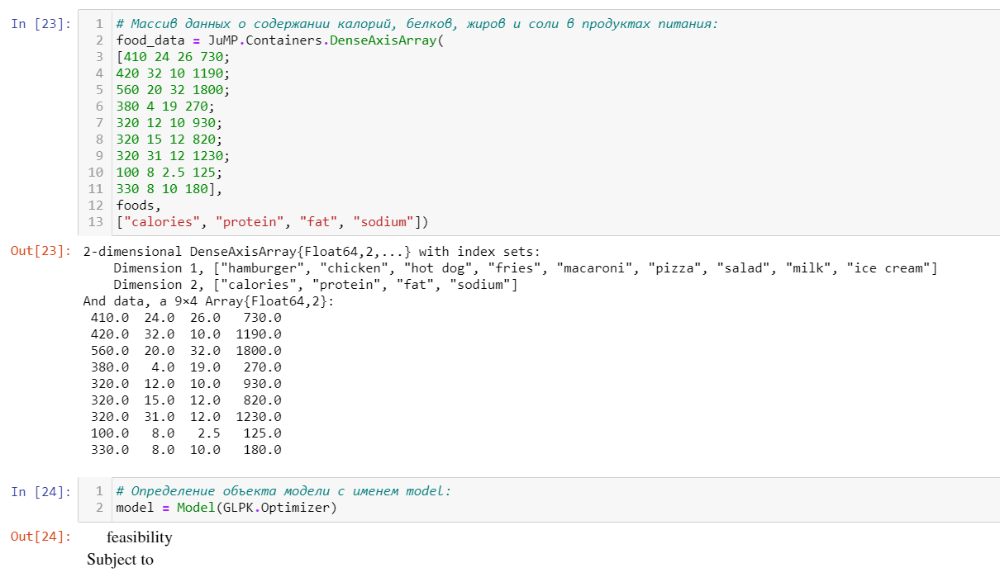 In [23]:
1 # Массив данных о содержании калорий, белков, жиров и соли в продуктах питания:
2 food_data = JuMP.Containers.DenseAxisArray(
3 [410 24 26 730;
4 420 32 10 1190;
5 560 20 32 1800;
6 380 4 19 270;
7 320 12 10 930;
8 320 15 12 820;
9 320 31 12 1230;
10 100 8 2.5 125;
11 330 8 10 180],
12 foods,
13 ["calories", "protein", "fat", "sodium"])
Out[23]: 2-dimensional DenseAxisArray{Float64,2,...} with index sets:
Dimension 1, ["hamburger", "chicken", "hot dog", "fries", "macaroni", "pizza", "salad", "milk", "ice cream"]
Dimension 2, ["calories", "protein", "fat", "sodium"]
And data, a 9×4 Array{Float64,2}:
410.0 24.0 26.0 730.0
420.0 32.0 10.0 1190.0
560.0 20.0 32.0 1800.0
380.0 4.0 19.0 270.0
320.0 12.0 10.0 930.0
320.0 15.0 12.0 820.0
320.0 31.0 12.0 1230.0
100.0 8.0 2.5 125.0
330.0 8.0 10.0 180.0
In [24]:
1 # Определение объекта модели с именем model:
2 model = Model(GLPK.Optimizer)
Out[24]: feasibility
Subject to